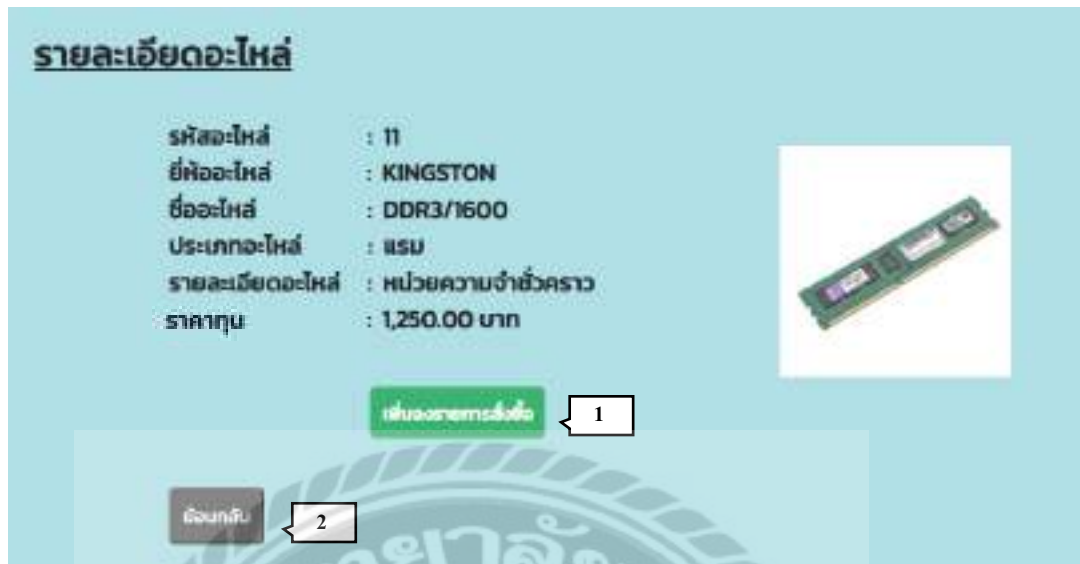 รายละเอียดอะไหล่
รหัสอะไหล่ : 11
ยี่ห้ออะไหล่ : KINGSTON
ชื่ออะไหล่ : DDR3/1600
ประเภทอะไหล่ : แรม
รายละเอียดอะไหล่ : หน่วยความจำชั่วคราว
ราคาทุน : 1,250.00 บาท
เพิ่มลงรายการสั่งซื้อ 1
ย้อนกลับ 2